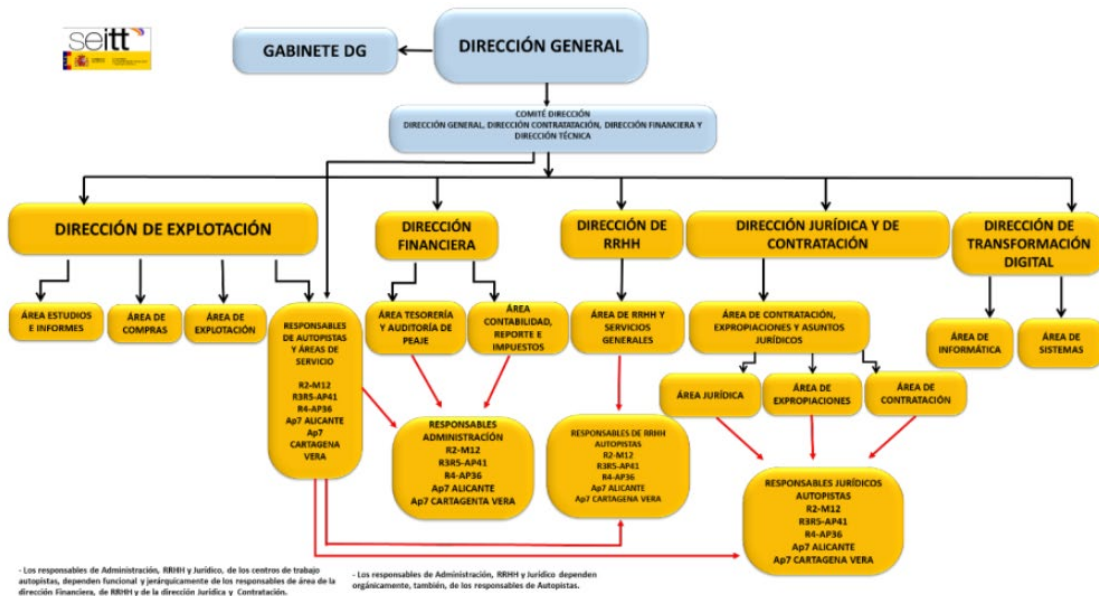 seitt
GABINETE DG
DIRECCIÓN GENERAL
COMITÉ DIRECCIÓN
DIRECCIÓN GENERAL, DIRECCIÓN CONTRATATACIÓN, DIRECCIÓN FINANCIERA Y
DIRECCIÓN TÉCNICA
DIRECCIÓN DE EXPLOTACIÓN
DIRECCIÓN
FINANCIERA
DIRECCIÓN DE
RRHH
DIRECCIÓN JURÍDICA Y DE
CONTRATACIÓN
DIRECCIÓN DE
TRANSFORMACIÓN
DIGITAL
ÁREA ESTUDIOS
E INFORMES
ÁREA DE
COMPRAS
ÁREA DE
EXPLOTACIÓN
RESPONSABLES
DE AUTOPISTAS
Y ÁREAS DE
SERVICIO
R2-M12
R3R5-AP41
R4-AP36
Ap7 ALICANTE
Ap7
CARTAGENA
VERA
ÁREA TESORERÍA
Y AUDITORÍA DE
PEAJE
ÁREA
CONTABILIDAD,
REPORTE E
IMPUESTOS
ÁREA DE RRHH Y
SERVICIOS
GENERALES
ÁREA DE CONTRATACIÓN,
EXPROPIACIONES Y ASUNTOS
JURÍDICOS
ÁREA DE
INFORMÁTICA
ÁREA DE
SISTEMAS
ÁREA JURÍDICA
ÁREA DE
EXPROPIACIONES
ÁREA DE
CONTRATACIÓN
RESPONSABLES
ADMINISTRACIÓN
R2-M12
R3R5-AP41
R4-AP36
Ap7 ALICANTE
Ap7 CARTAGENTA VERA
RESPONSABLES DE RRHH
AUTOPISTAS
R2-M12
R3R5-AP41
R4-AP36
Ap7 ALICANTE
Ap7 CARTAGENA VERA
RESPONSABLES JURÍDICOS
AUTOPISTAS
R2-M12
R3R5-AP41
R4-AP36
Ap7 ALICANTE
Ap7 CARTAGENA VERA
- Los responsables de Administración, RRHH y Jurídico, de los centros de trabajo
autopistas, dependen funcional y jerárquicamente de los responsables de área de la
dirección Financiera, de RRHH y de la dirección Jurídica y Contratación.
- Los responsables de Administración, RRHH y Jurídico dependen
orgánicamente, también, de los responsables de Autopistas.